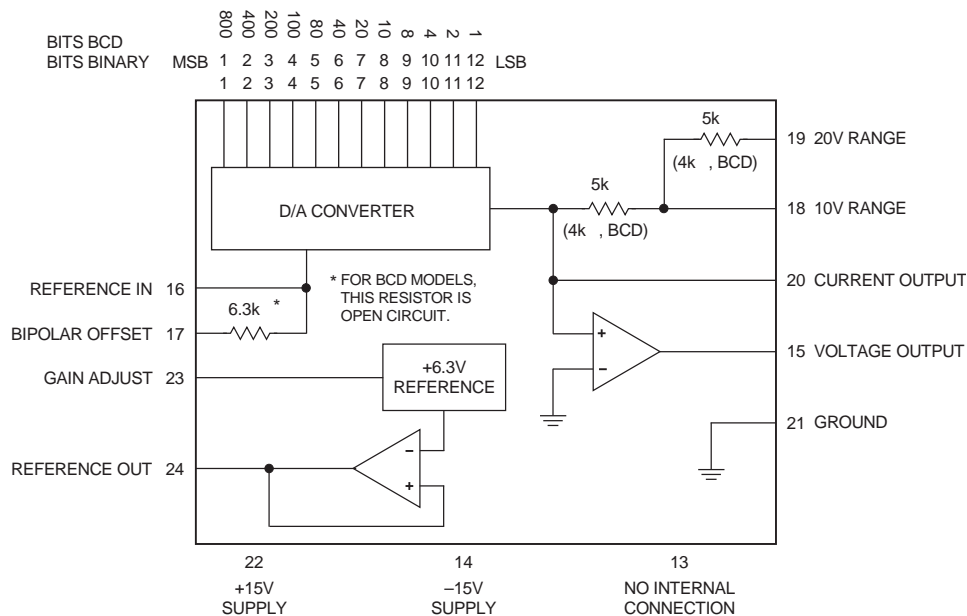 BITS BCD 800 400 200 100 80 40 20 10 8 4 2 1
BITS BINARY MSB 1 2 3 4 5 6 7 8 9 10 11 12 LSB
1 2 3 4 5 6 7 8 9 10 11 12
D/A CONVERTER
5k
(4k , BCD)
19 20V RANGE
5k
(4k , BCD)
18 10V RANGE
20 CURRENT OUTPUT
+
−
15 VOLTAGE OUTPUT
21 GROUND
REFERENCE IN 16
6.3k *
BIPOLAR OFFSET 17
* FOR BCD MODELS,
THIS RESISTOR IS
OPEN CIRCUIT.
GAIN ADJUST 23
+6.3V
REFERENCE
−
+
REFERENCE OUT 24
22
+15V
SUPPLY
14
–15V
SUPPLY
13
NO INTERNAL
CONNECTION